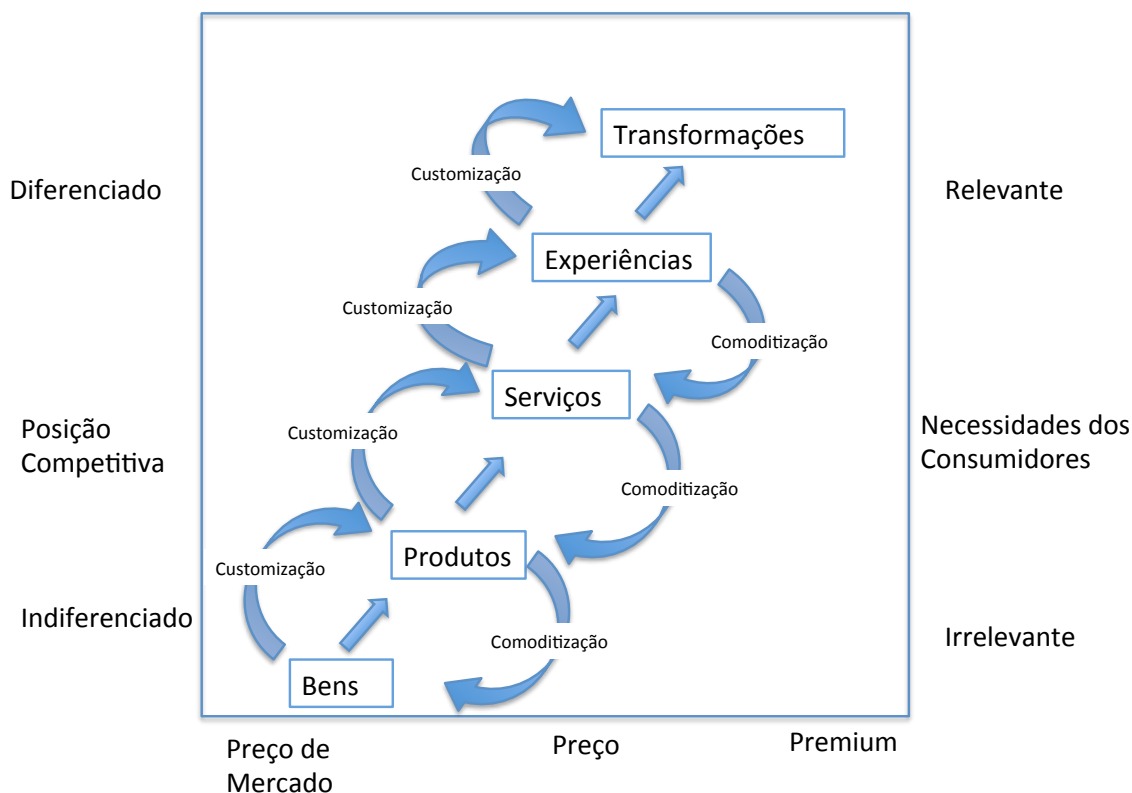 Transformações
Customização
Diferenciado
Relevante
Experiências
Customização
Comoditização
Serviços
Customização
Posição
Competitiva
Necessidades dos
Consumidores
Comoditização
Produtos
Customização
Indiferenciado
Irrelevante
Comoditização
Bens
Preço de
Mercado
Preço
Premium